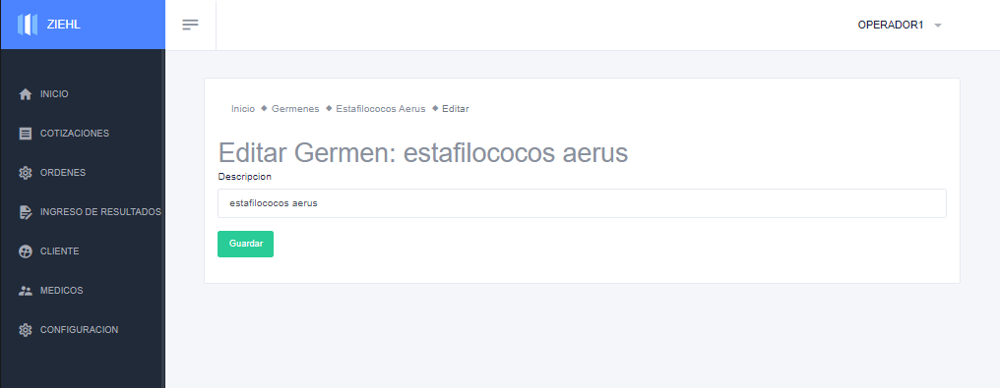 ZIEHL
OPERADOR1
INICIO
COTIZACIONES
ORDENES
INGRESO DE RESULTADOS
CLIENTE
MEDICOS
CONFIGURACION
Inicio ◆ Germenes ◆ Estafilococos Aerus ◆ Editar
Editar Germen: estafilococos aerus
Descripcion
estafilococos aerus
Guardar